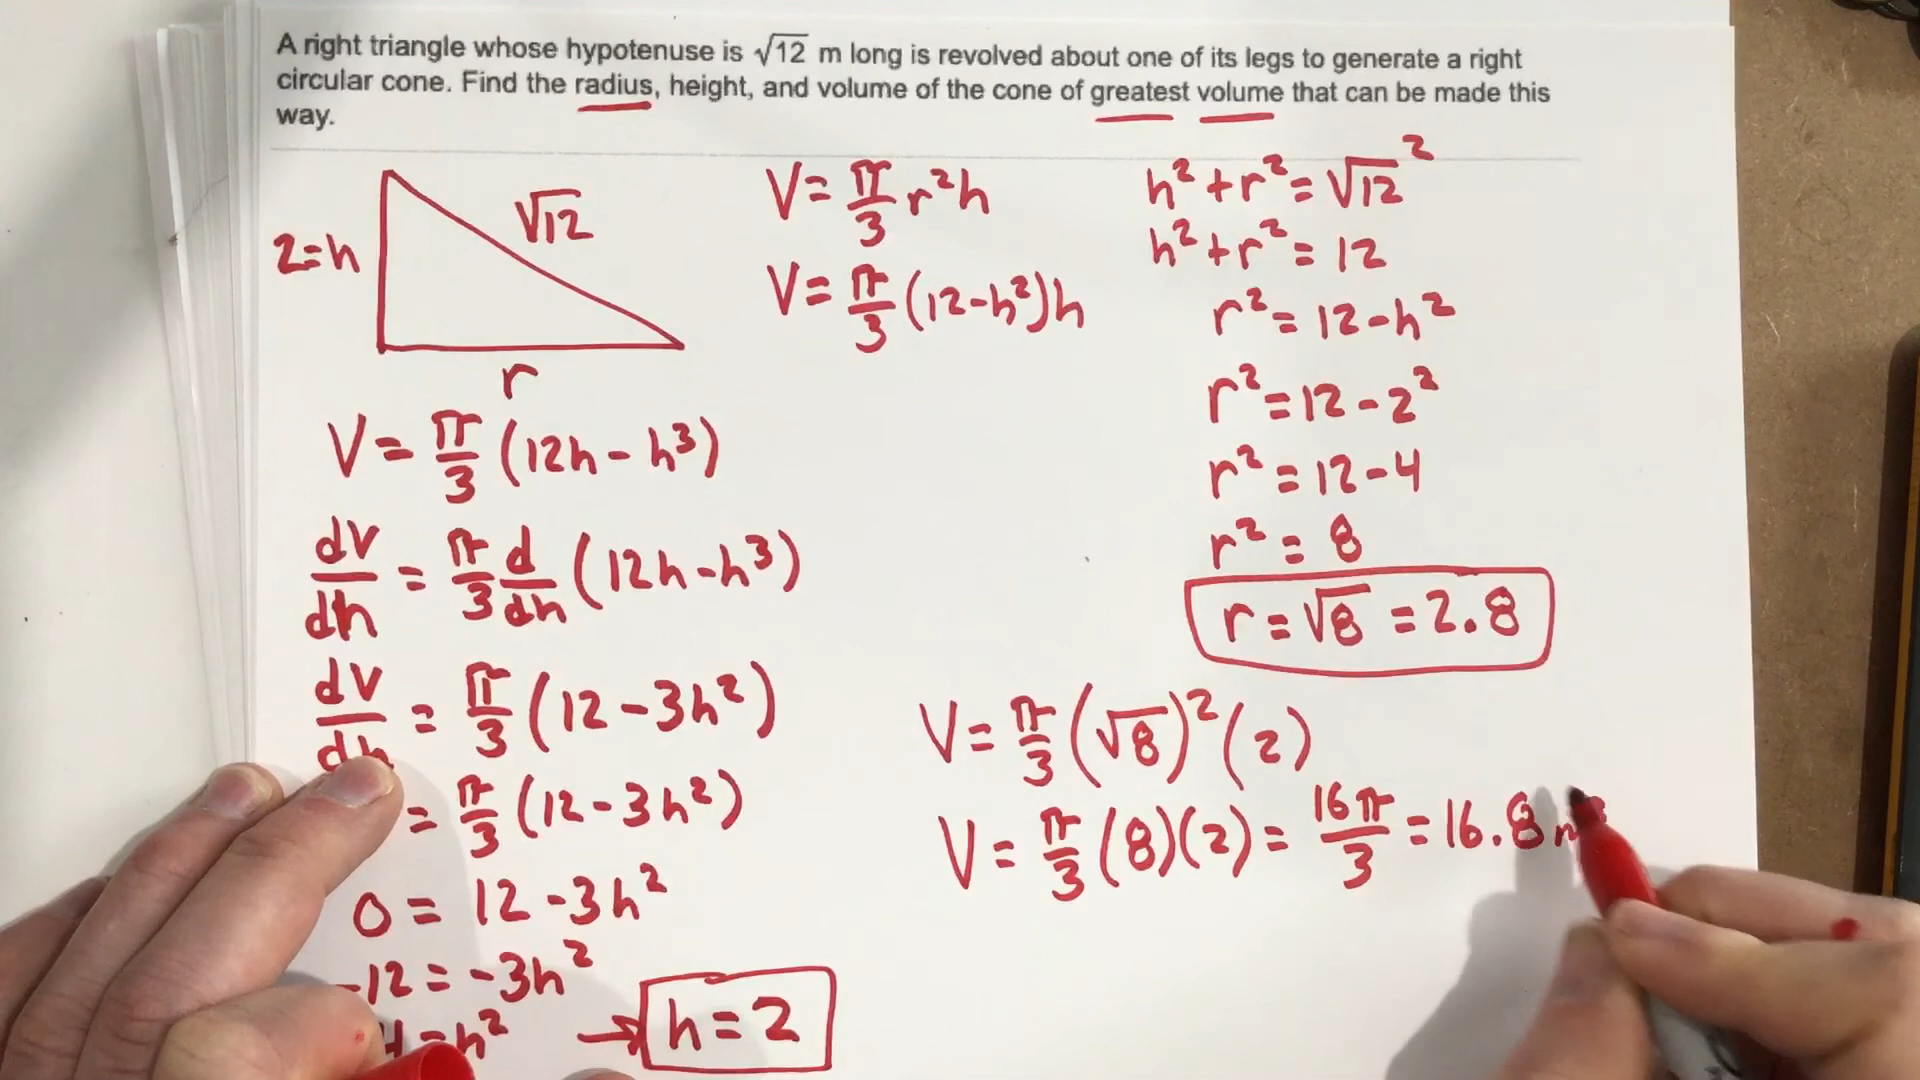 A right triangle whose hypotenuse is √12 m long is revolved about one of its legs to generate a right
circular cone. Find the radius, height, and volume of the cone of greatest volume that can be made this
way.
2=h
√12
r
V = π/3 r²h
V = π/3 (12-h²)h
h² + r² = √12²
h² + r² = 12
r² = 12-h²
r² = 12-2²
r² = 12-4
r² = 8
r = √8 = 2.8
V = π/3 (12h - h³)
dV/dh = π/3 d/dh (12h-h³)
dV/dh = π/3 (12-3h²)
= π/3 (12-3h²)
0 = 12-3h²
-12 = -3h²
4 = h²
→ h = 2
V = π/3 (√8)² (2)
V = π/3 (8)(2) = 16π/3 = 16.8